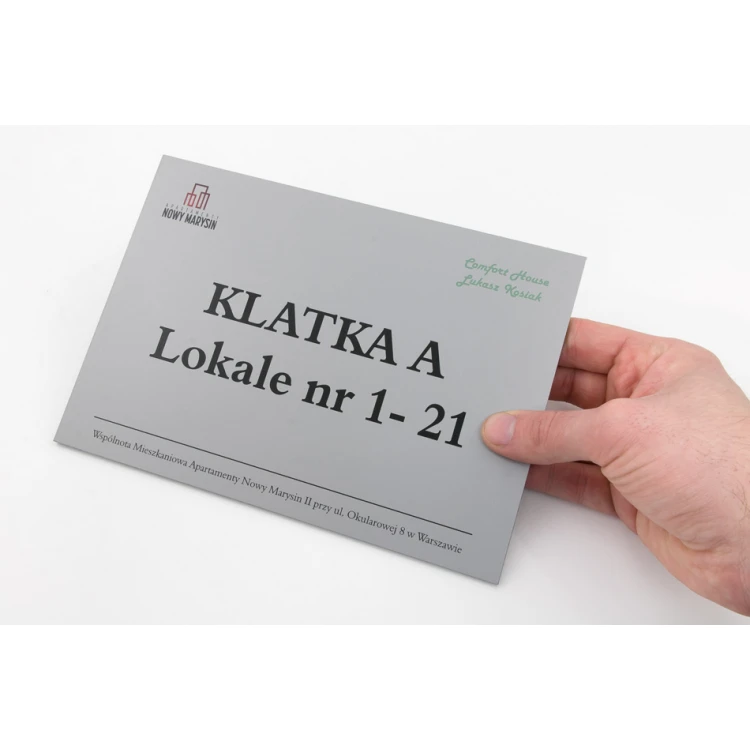 APARTAMENTY
NOWY MARYSIN
Comfort House
Łukasz Kosiak
KLATKA A
Lokale nr 1- 21
Wspólnota Mieszkaniowa Apartamenty Nowy Marysin II przy ul. Okularowej 8 w Warszawie